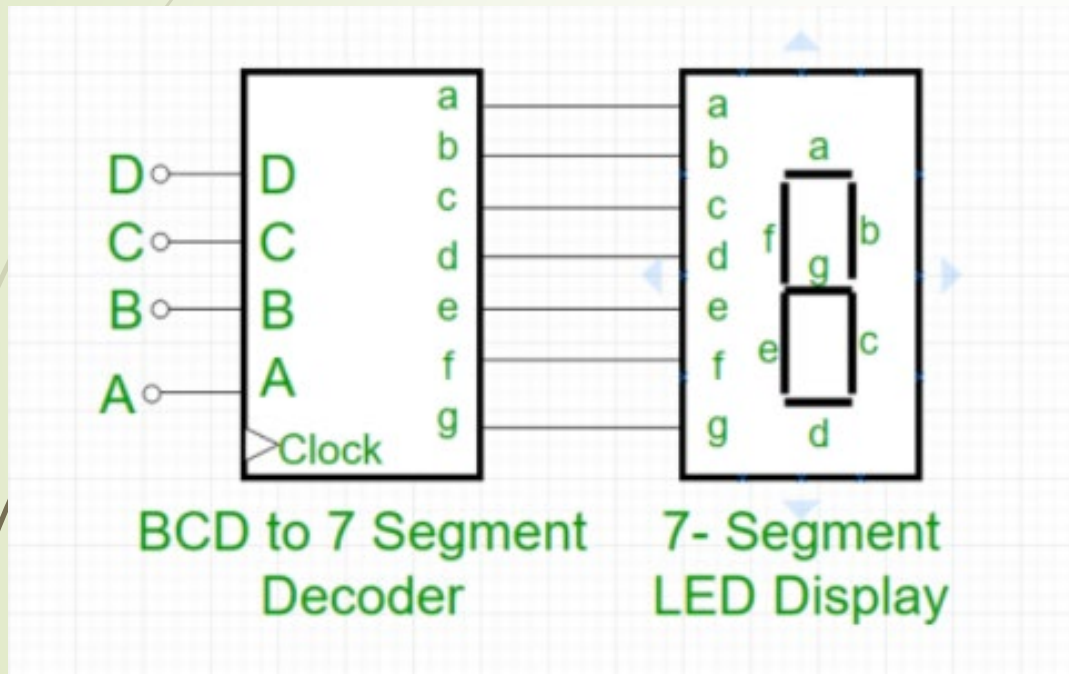 a
b
c
d
e
f
g
D
C
B
A
D
C
B
A
Clock
a
b
c
d
e
f
g
a
f
b
g
e
c
d
BCD to 7 Segment
Decoder
7- Segment
LED Display